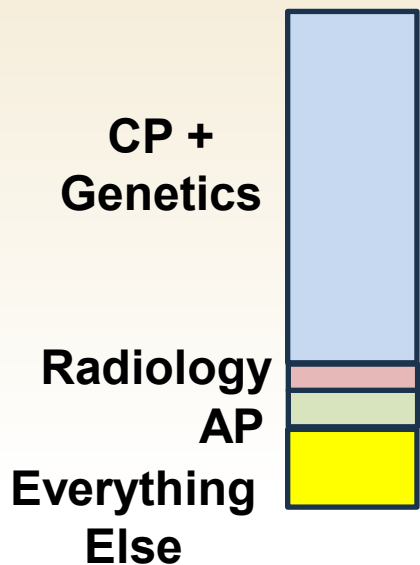 CP +
Genetics
Radiology
AP
Everything
Else